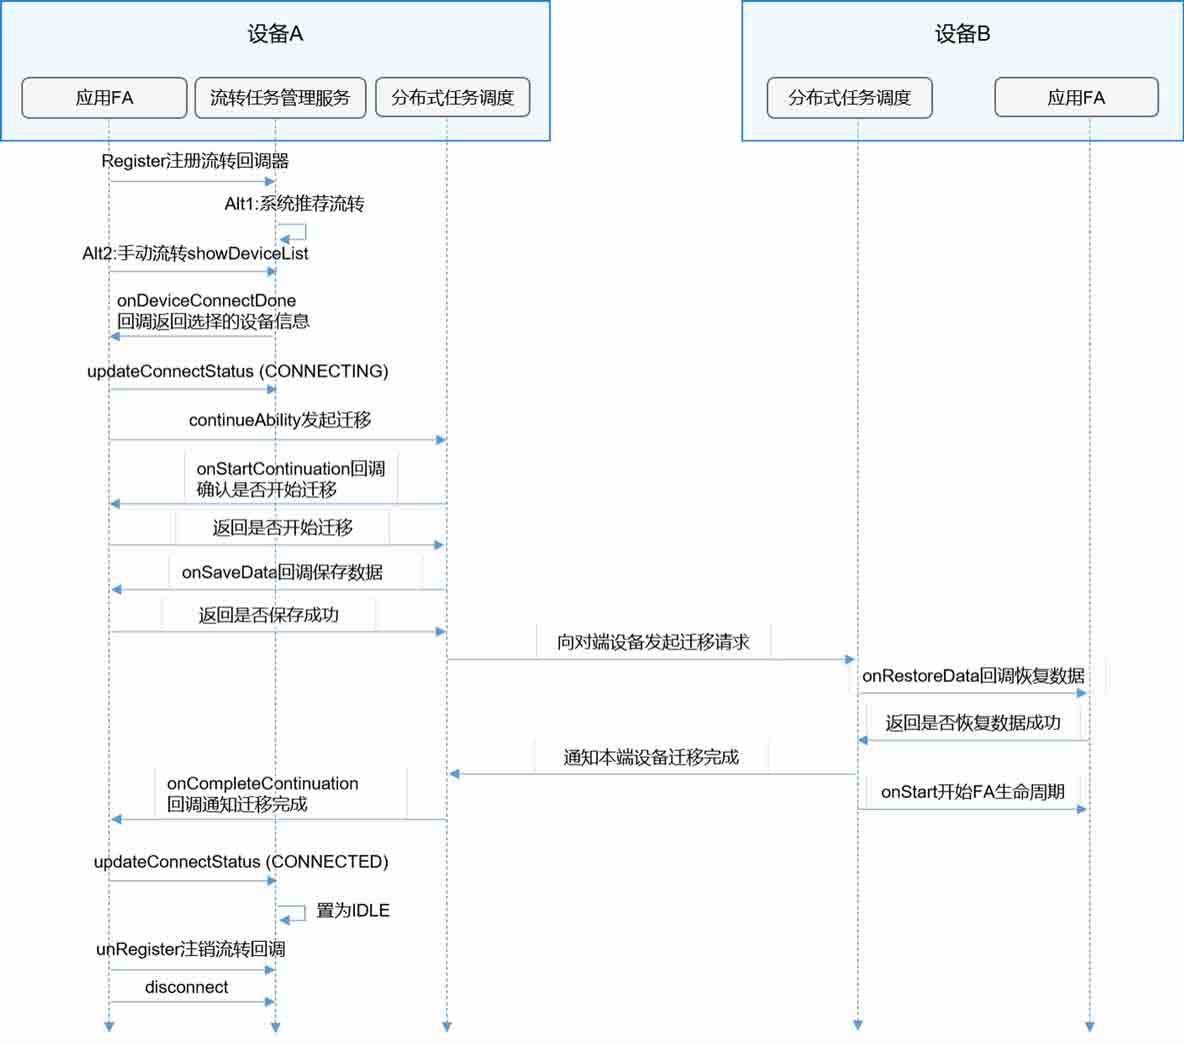 设备A
设备B
应用FA
流转任务管理服务
分布式任务调度
分布式任务调度
应用FA
Register注册流转回调器
Alt1:系统推荐流转
Alt2:手动流转showDeviceList
onDeviceConnectDone
回调返回选择的设备信息
updateConnectStatus (CONNECTING)
continueAbility发起迁移
onStartContinuation回调
确认是否开始迁移
返回是否开始迁移
onSaveData回调保存数据
返回是否保存成功
向对端设备发起迁移请求
onRestoreData回调恢复数据
返回是否恢复数据成功
通知本端设备迁移完成
onCompleteContinuation
回调通知迁移完成
onStart开始FA生命周期
updateConnectStatus (CONNECTED)
置为IDLE
unRegister注销流转回调
disconnect